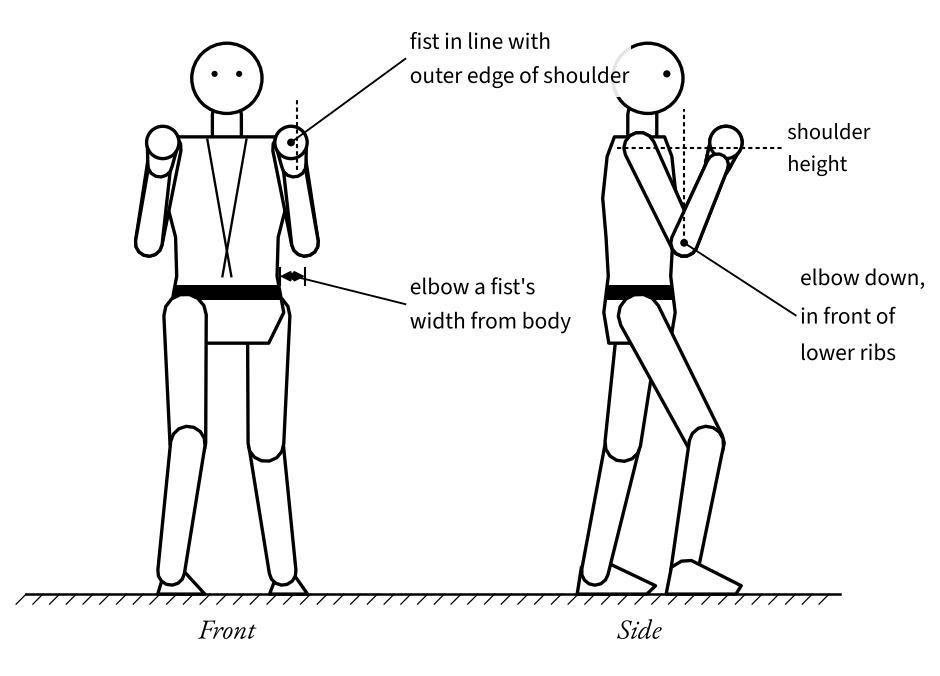 fist in line with
outer edge of shoulder
shoulder
height
elbow a fist's
width from body
elbow down,
in front of
lower ribs
Front
Side